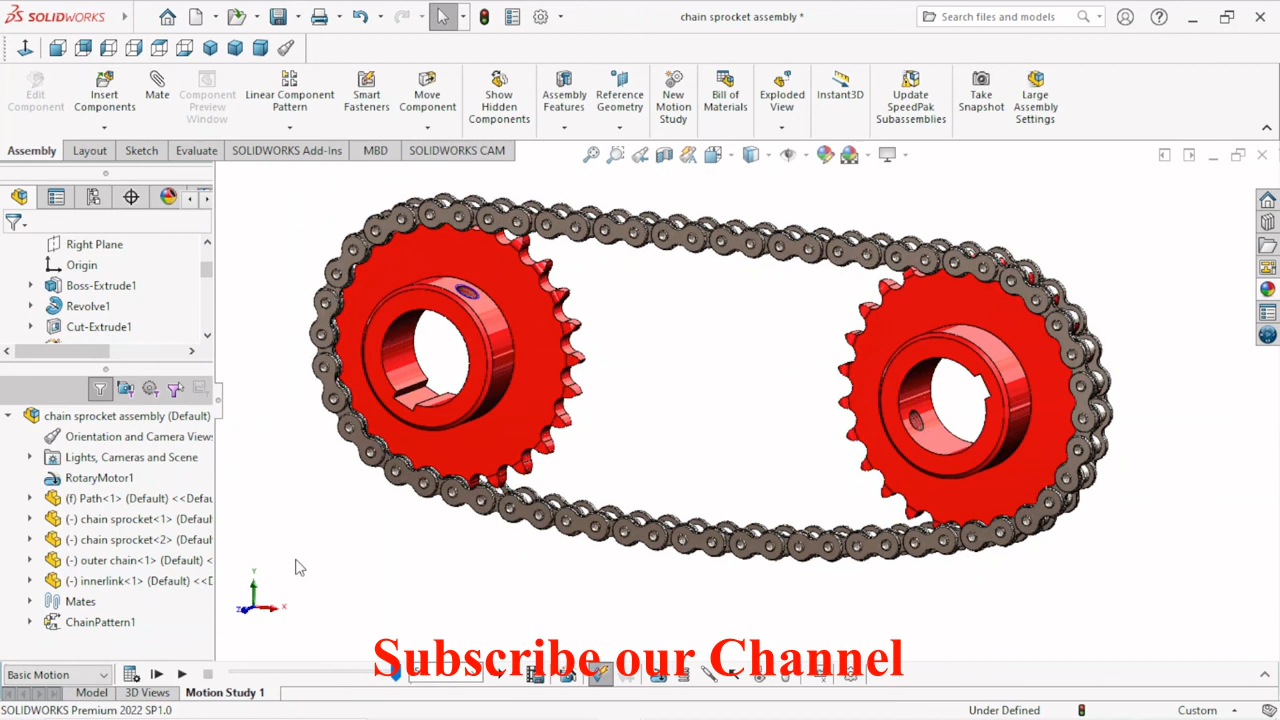 SOLIDWORKS
chain sprocket assembly *
Search files and models
Edit Component
Insert Components
Mate
Component Preview Window
Linear Component Pattern
Smart Fasteners
Move Component
Show Hidden Components
Assembly Features
Reference Geometry
New Motion Study
Bill of Materials
Exploded View
Instant3D
Update SpeedPak Subassemblies
Take Snapshot
Large Assembly Settings
Assembly
Layout
Sketch
Evaluate
SOLIDWORKS Add-Ins
MBD
SOLIDWORKS CAM
Right Plane
Origin
Boss-Extrude1
Revolve1
Cut-Extrude1
chain sprocket assembly (Default)
Orientation and Camera Views
Lights, Cameras and Scene
RotaryMotor1
(f) Path<1> (Default) <<Defau
(-) chain sprocket<1> (Default)
(-) chain sprocket<2> (Default)
(-) outer chain<1> (Default) <
(-) innerlink<1> (Default) <<D
Mates
ChainPattern1
Y
Z
X
Subscribe our Channel
Basic Motion
Model
3D Views
Motion Study 1
SOLIDWORKS Premium 2022 SP1.0
Under Defined
Custom